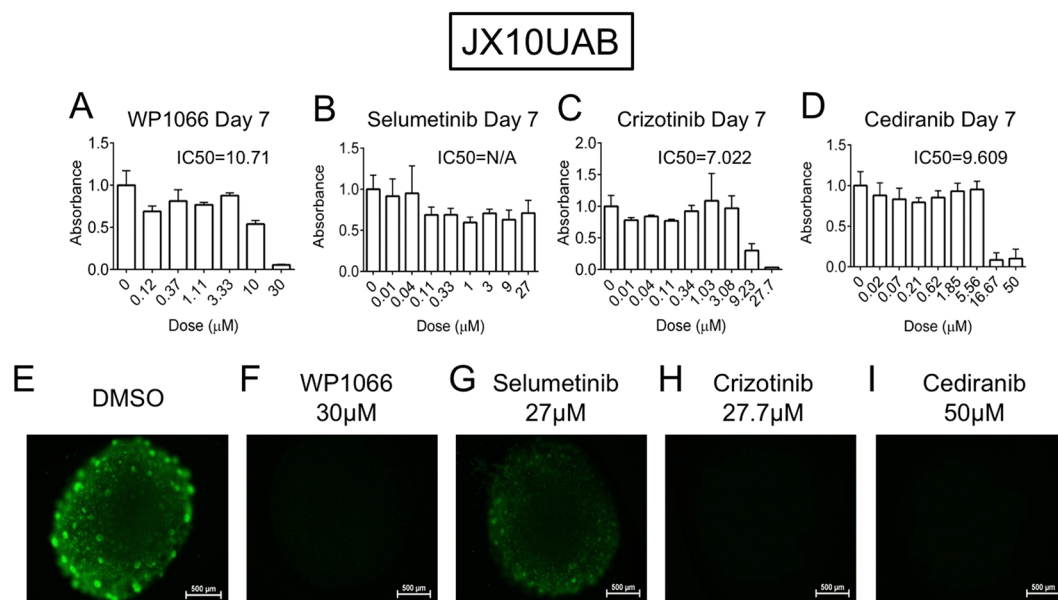 JX10UAB
A
WP1066 Day 7
IC50=10.71
Absorbance
1.5
1.0
0.5
0.0
0
0.12
0.37
1.11
3.33
10
30
Dose (μM)
B
Selumetinib Day 7
IC50=N/A
Absorbance
1.5
1.0
0.5
0.0
0
0.01
0.04
0.11
0.33
1
3
9
27
Dose (μM)
C
Crizotinib Day 7
IC50=7.022
Absorbance
2.0
1.5
1.0
0.5
0.0
0
0.01
0.04
0.11
0.34
1.03
3.08
9.23
27.7
Dose (μM)
D
Cediranib Day 7
IC50=9.609
Absorbance
1.5
1.0
0.5
0.0
0
0.02
0.07
0.21
0.62
1.85
5.56
16.67
50
Dose (μM)
E
DMSO
500 μm
F
WP1066
30μM
500 μm
G
Selumetinib
27μM
500 μm
H
Crizotinib
27.7μM
500 μm
I
Cediranib
50μM
500 μm